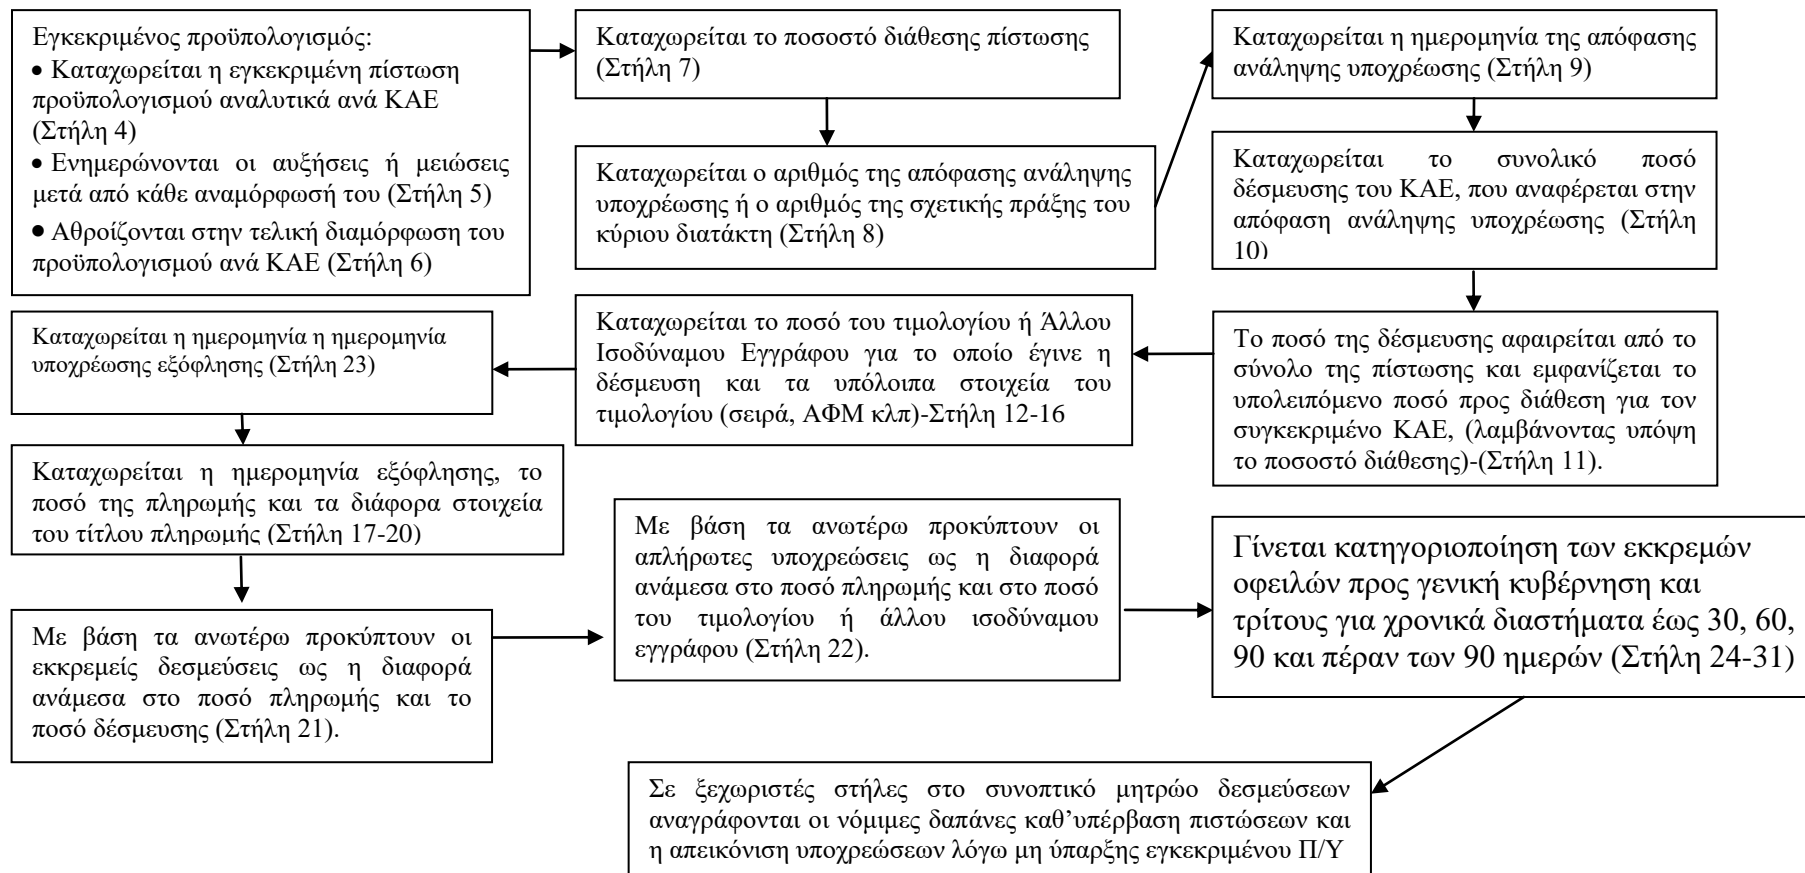 Εγκεκριμένος προϋπολογισμός:
• Καταχωρείται η εγκεκριμένη πίστωση
προϋπολογισμού αναλυτικά ανά ΚΑΕ
(Στήλη 4)
• Ενημερώνονται οι αυξήσεις ή μειώσεις
μετά από κάθε αναμόρφωσή του (Στήλη 5)
• Αθροίζονται στην τελική διαμόρφωση του
προϋπολογισμού ανά ΚΑΕ (Στήλη 6)
Καταχωρείται το ποσοστό διάθεσης πίστωσης
(Στήλη 7)
Καταχωρείται ο αριθμός της απόφασης ανάληψης
υποχρέωσης ή ο αριθμός της σχετικής πράξης του
κύριου διατάκτη (Στήλη 8)
Καταχωρείται η ημερομηνία της απόφασης
ανάληψης υποχρέωσης (Στήλη 9)
Καταχωρείται το συνολικό ποσό
δέσμευσης του ΚΑΕ, που αναφέρεται στην
απόφαση ανάληψης υποχρέωσης (Στήλη
10)
Το ποσό της δέσμευσης αφαιρείται από το
σύνολο της πίστωσης και εμφανίζεται το
υπολειπόμενο ποσό προς διάθεση για τον
συγκεκριμένο ΚΑΕ, (λαμβάνοντας υπόψη
το ποσοστό διάθεσης)-(Στήλη 11).
Καταχωρείται το ποσό του τιμολογίου ή Άλλου
Ισοδύναμου Εγγράφου για το οποίο έγινε η
δέσμευση και τα υπόλοιπα στοιχεία του
τιμολογίου (σειρά, ΑΦΜ κλπ)-Στήλη 12-16
Καταχωρείται η ημερομηνία η ημερομηνία
υποχρέωσης εξόφλησης (Στήλη 23)
Καταχωρείται η ημερομηνία εξόφλησης, το
ποσό της πληρωμής και τα διάφορα στοιχεία
του τίτλου πληρωμής (Στήλη 17-20)
Με βάση τα ανωτέρω προκύπτουν οι
εκκρεμείς δεσμεύσεις ως η διαφορά
ανάμεσα στο ποσό πληρωμής και το
ποσό δέσμευσης (Στήλη 21).
Με βάση τα ανωτέρω προκύπτουν οι
απλήρωτες υποχρεώσεις ως η διαφορά
ανάμεσα στο ποσό πληρωμής και στο ποσό
του τιμολογίου ή άλλου ισοδύναμου
εγγράφου (Στήλη 22).
Γίνεται κατηγοριοποίηση των εκκρεμών
οφειλών προς γενική κυβέρνηση και
τρίτους για χρονικά διαστήματα έως 30, 60,
90 και πέραν των 90 ημερών (Στήλη 24-31)
Σε ξεχωριστές στήλες στο συνοπτικό μητρώο δεσμεύσεων
αναγράφονται οι νόμιμες δαπάνες καθ’υπέρβαση πιστώσεων και
η απεικόνιση υποχρεώσεων λόγω μη ύπαρξης εγκεκριμένου Π/Υ